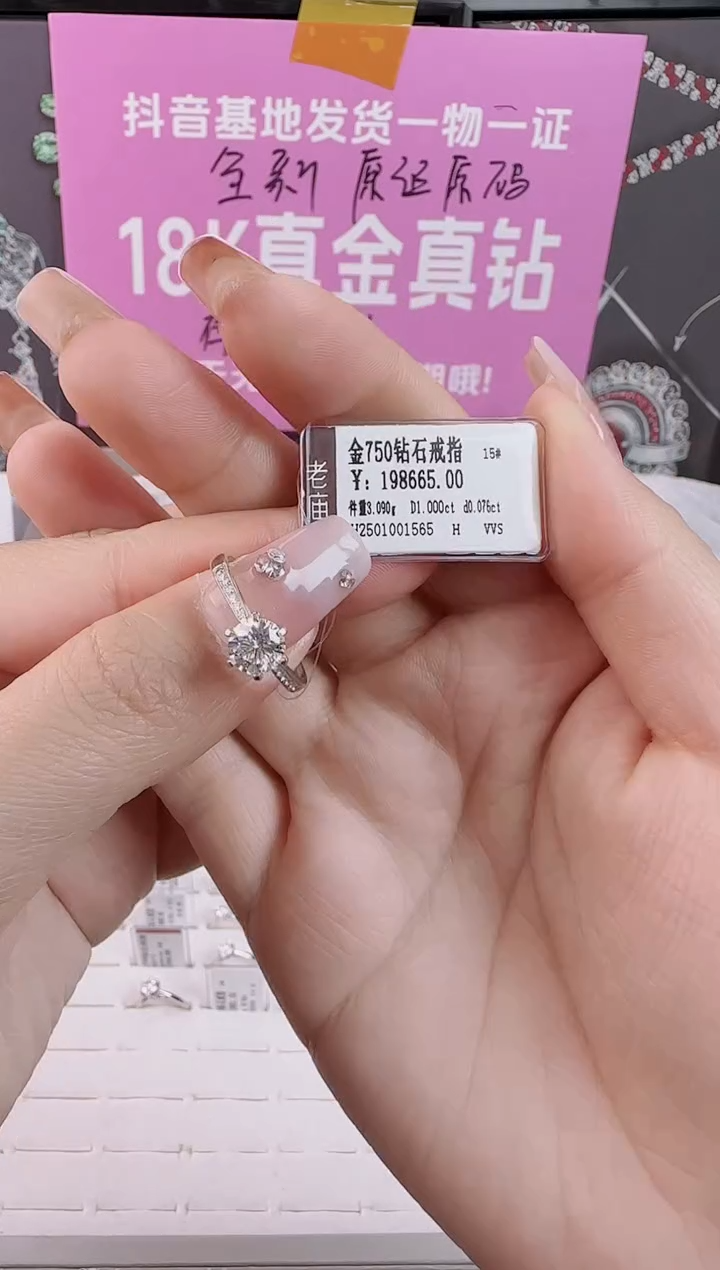 抖音基地发货一物一证
全新 原证原码
18K真金真钻
哦!
老庙
金750钻石戒指 15#
¥: 198665.00
件重3.090g D1.000ct d0.076ct
H2501001565 H VVS